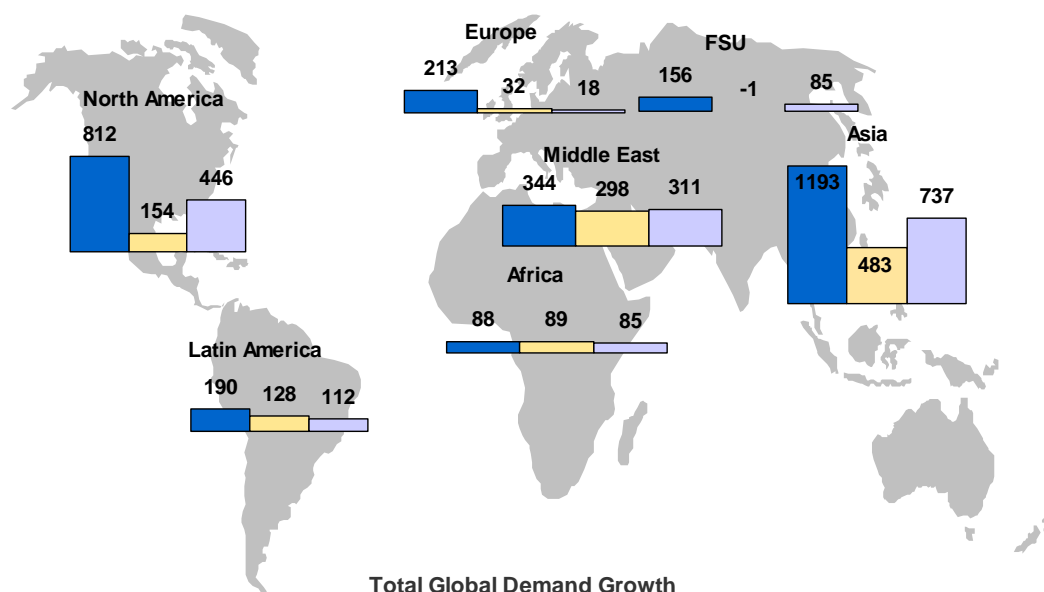 Europe
213
32
18
FSU
156
-1
85
North America
812
154
446
Asia
1193
483
737
Middle East
344
298
311
Africa
88
89
85
Latin America
190
128
112
Total Global Demand Growth